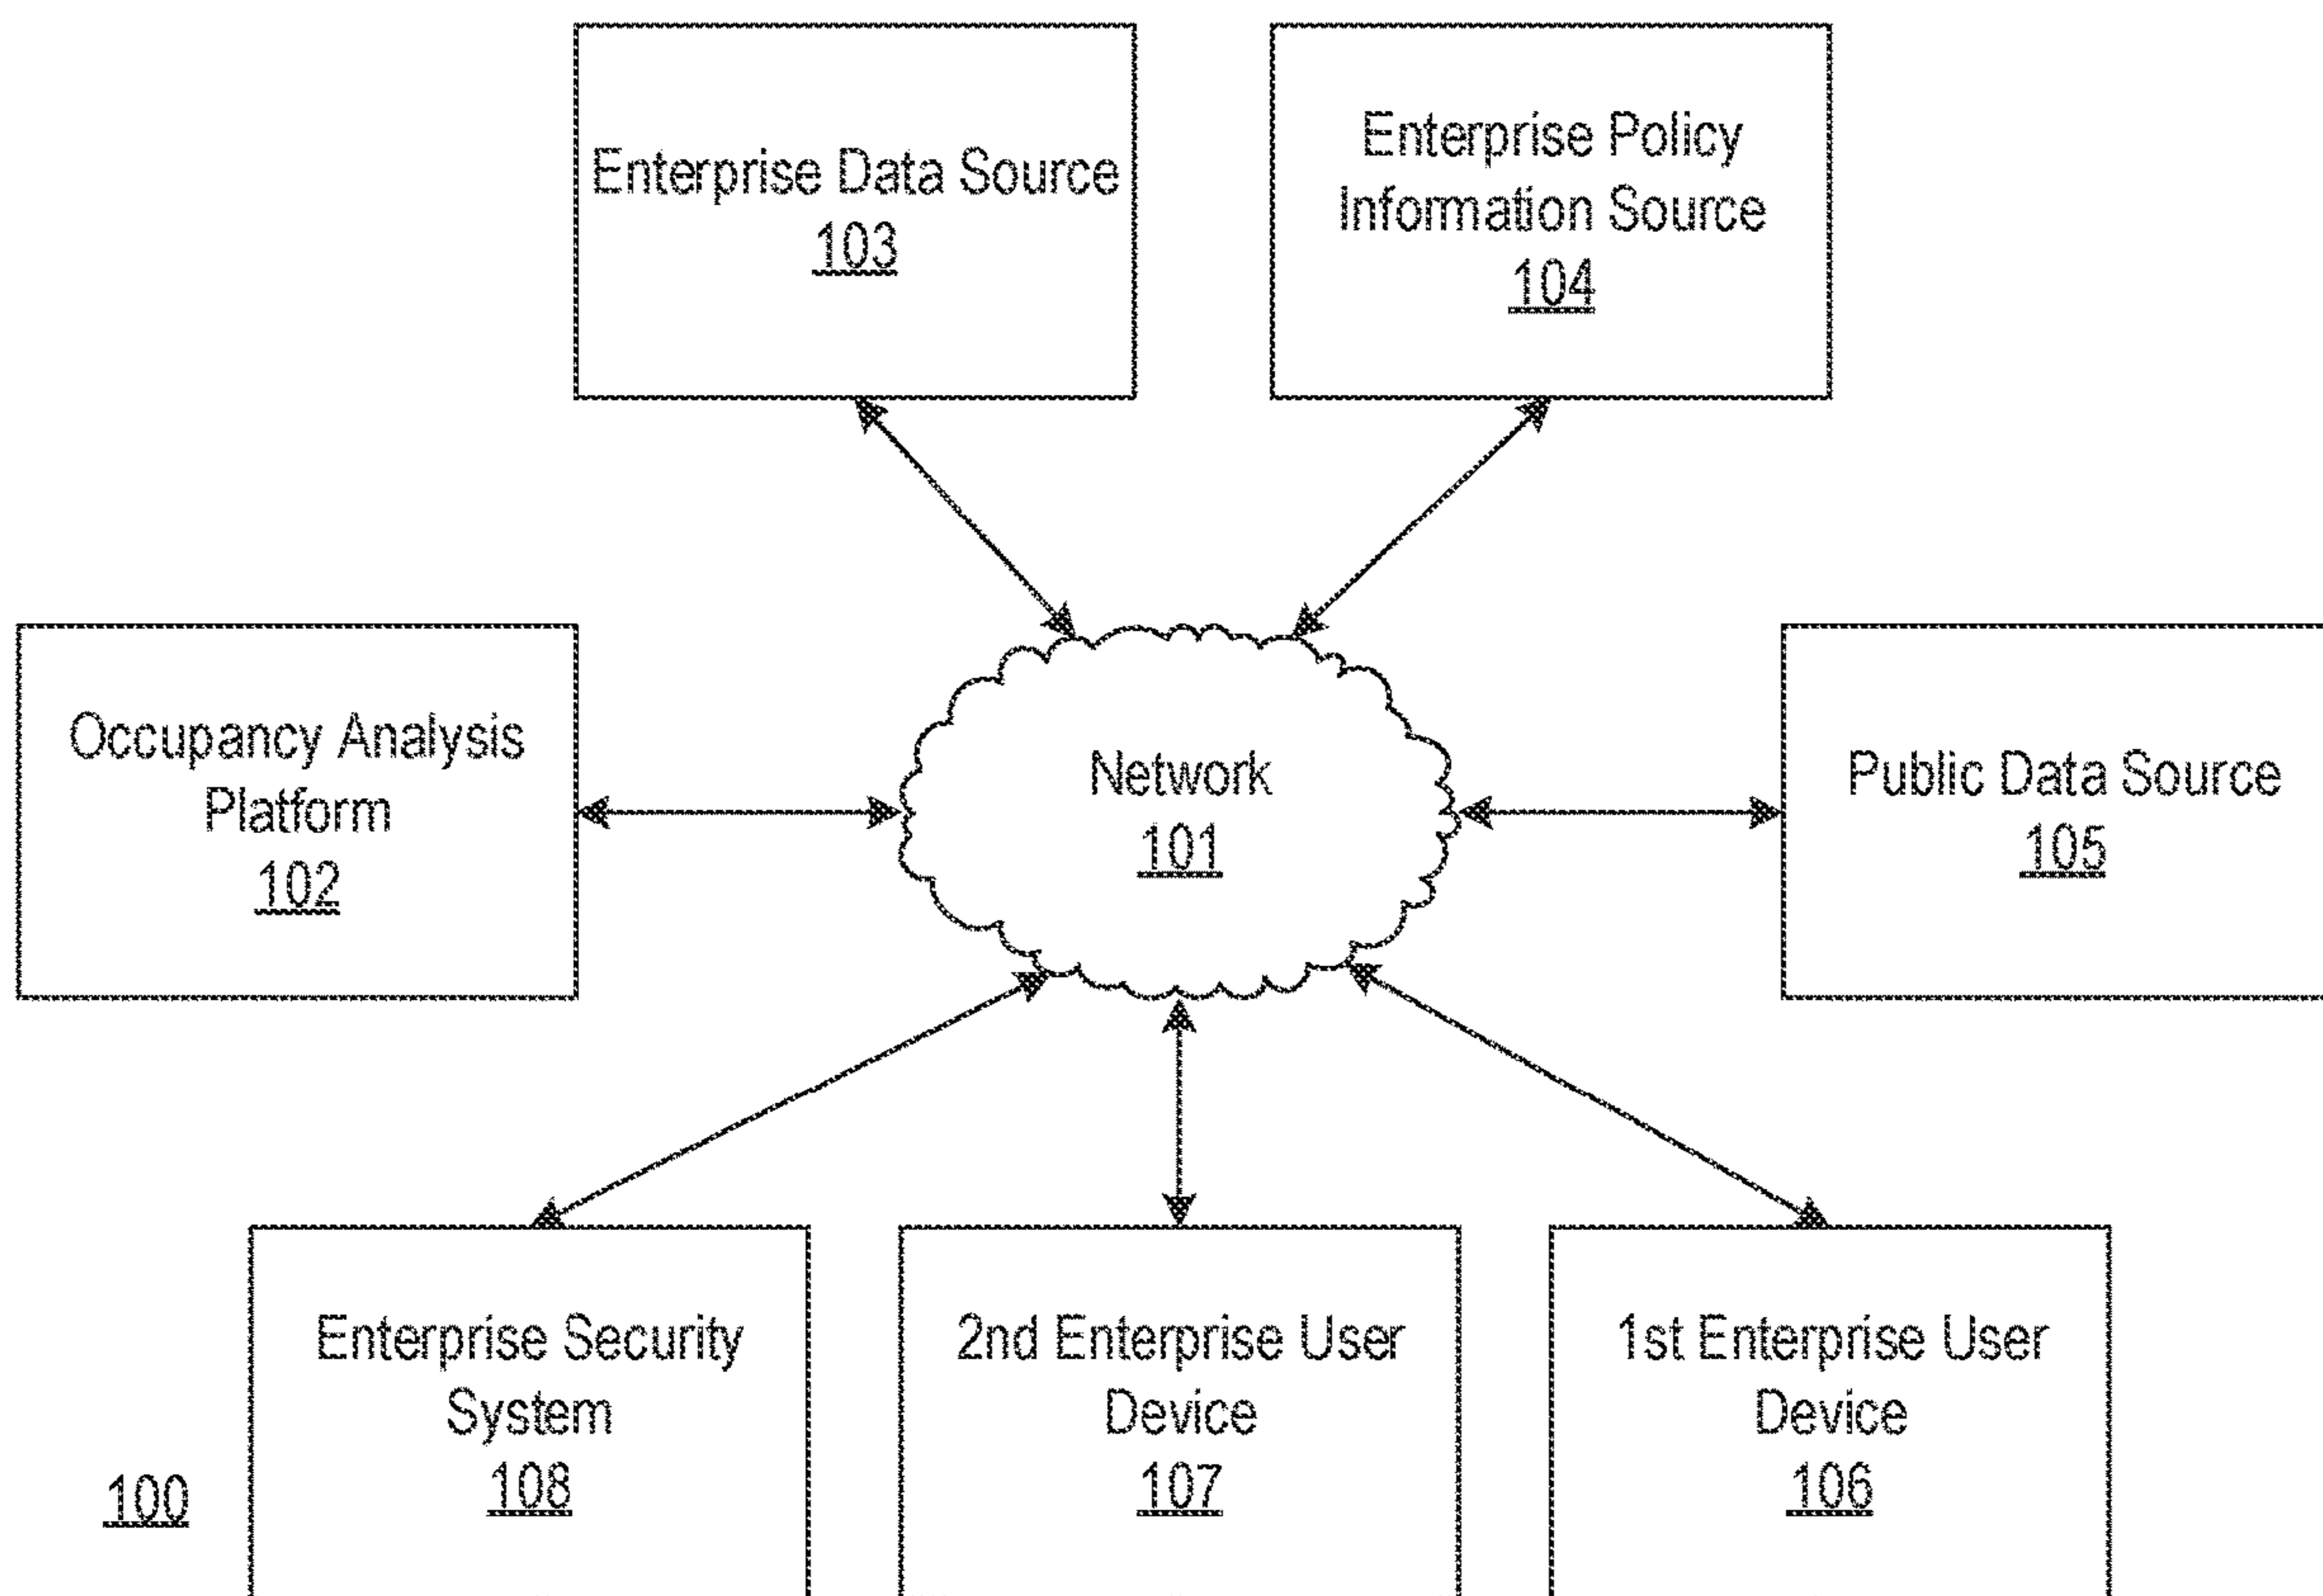 Enterprise Data Source
103
Enterprise Policy
Information Source
104
Occupancy Analysis
Platform
102
Network
101
Public Data Source
105
Enterprise Security
System
108
2nd Enterprise User
Device
107
1st Enterprise User
Device
106
100